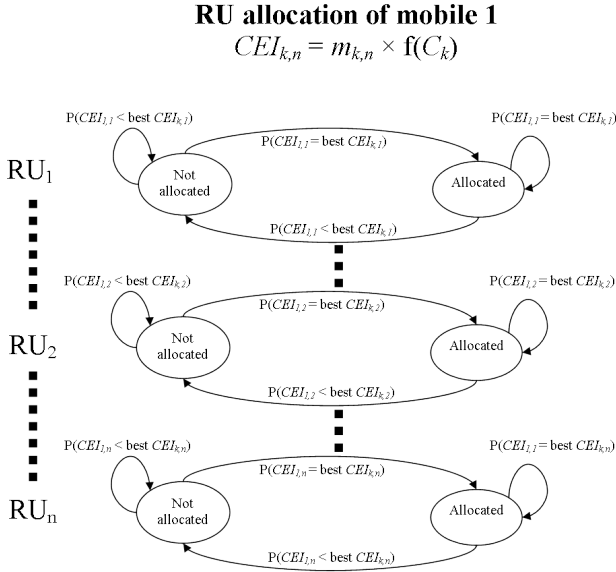 RU allocation of mobile 1
CEIₖ,ₙ = mₖ,ₙ × f(Cₖ)
P(CEI₁,₁ < best CEIₖ,₁)
P(CEI₁,₁ = best CEIₖ,₁)
P(CEI₁,₁ = best CEIₖ,₁)
RU₁
Not
allocated
Allocated
P(CEI₁,₁ < best CEIₖ,₁)
P(CEI₁,₂ < best CEIₖ,₂)
P(CEI₁,₂ = best CEIₖ,₂)
P(CEI₁,₂ = best CEIₖ,₂)
RU₂
Not
allocated
Allocated
P(CEI₁,₂ < best CEIₖ,₂)
P(CEI₁,ₙ < best CEIₖ,ₙ)
P(CEI₁,ₙ = best CEIₖ,ₙ)
P(CEI₁,₁ = best CEIₖ,ₙ)
RUₙ
Not
allocated
Allocated
P(CEI₁,ₙ < best CEIₖ,ₙ)